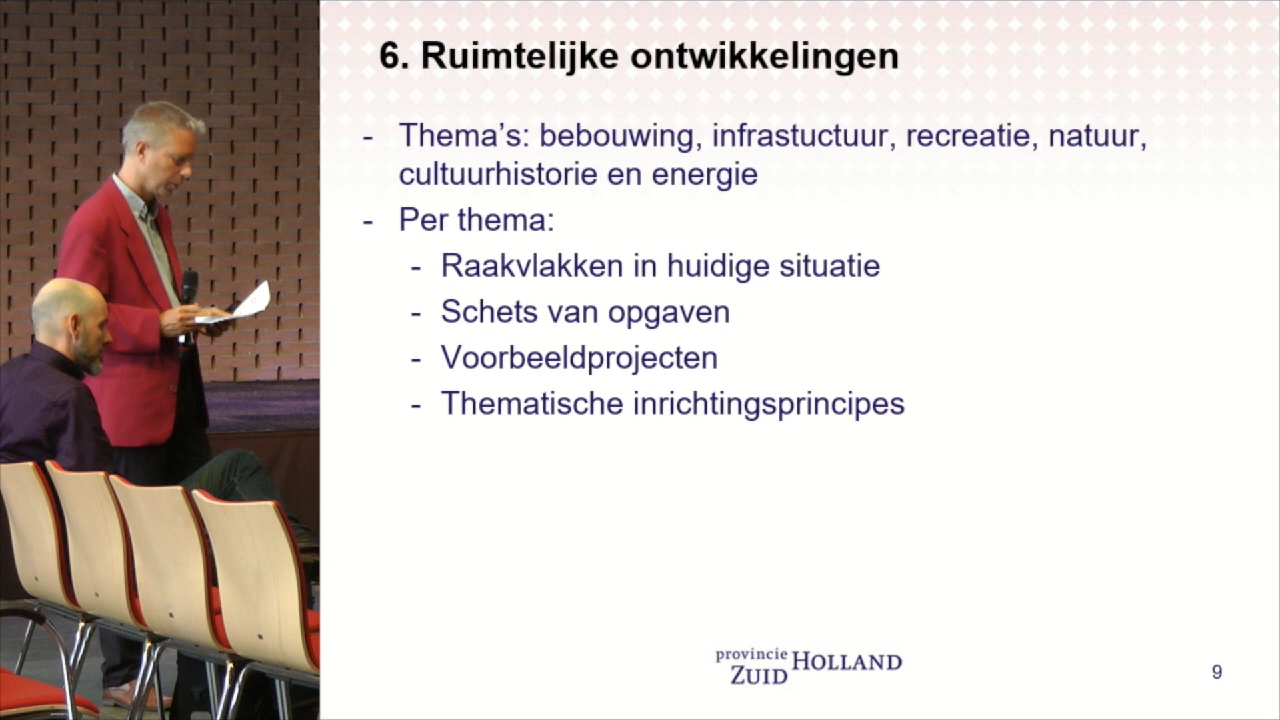 6. Ruimtelijke ontwikkelingen
- Thema's: bebouwing, infrastuctuur, recreatie, natuur,
cultuurhistorie en energie
- Per thema:
- Raakvlakken in huidige situatie
- Schets van opgaven
- Voorbeeldprojecten
- Thematische inrichtingsprincipes
provincie HOLLAND
ZUID
9